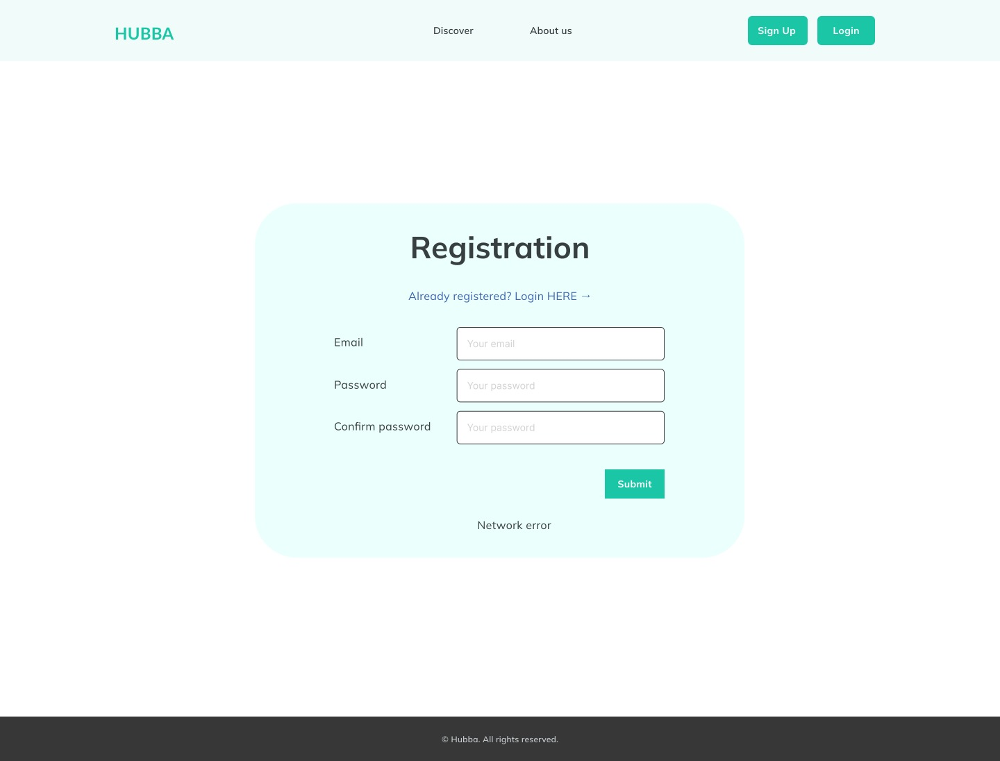 HUBBA
Discover
About us
Sign Up
Login
Registration
Already registered? Login HERE →
Email
Your email
Password
Your password
Confirm password
Your password
Submit
Network error
© Hubba. All rights reserved.